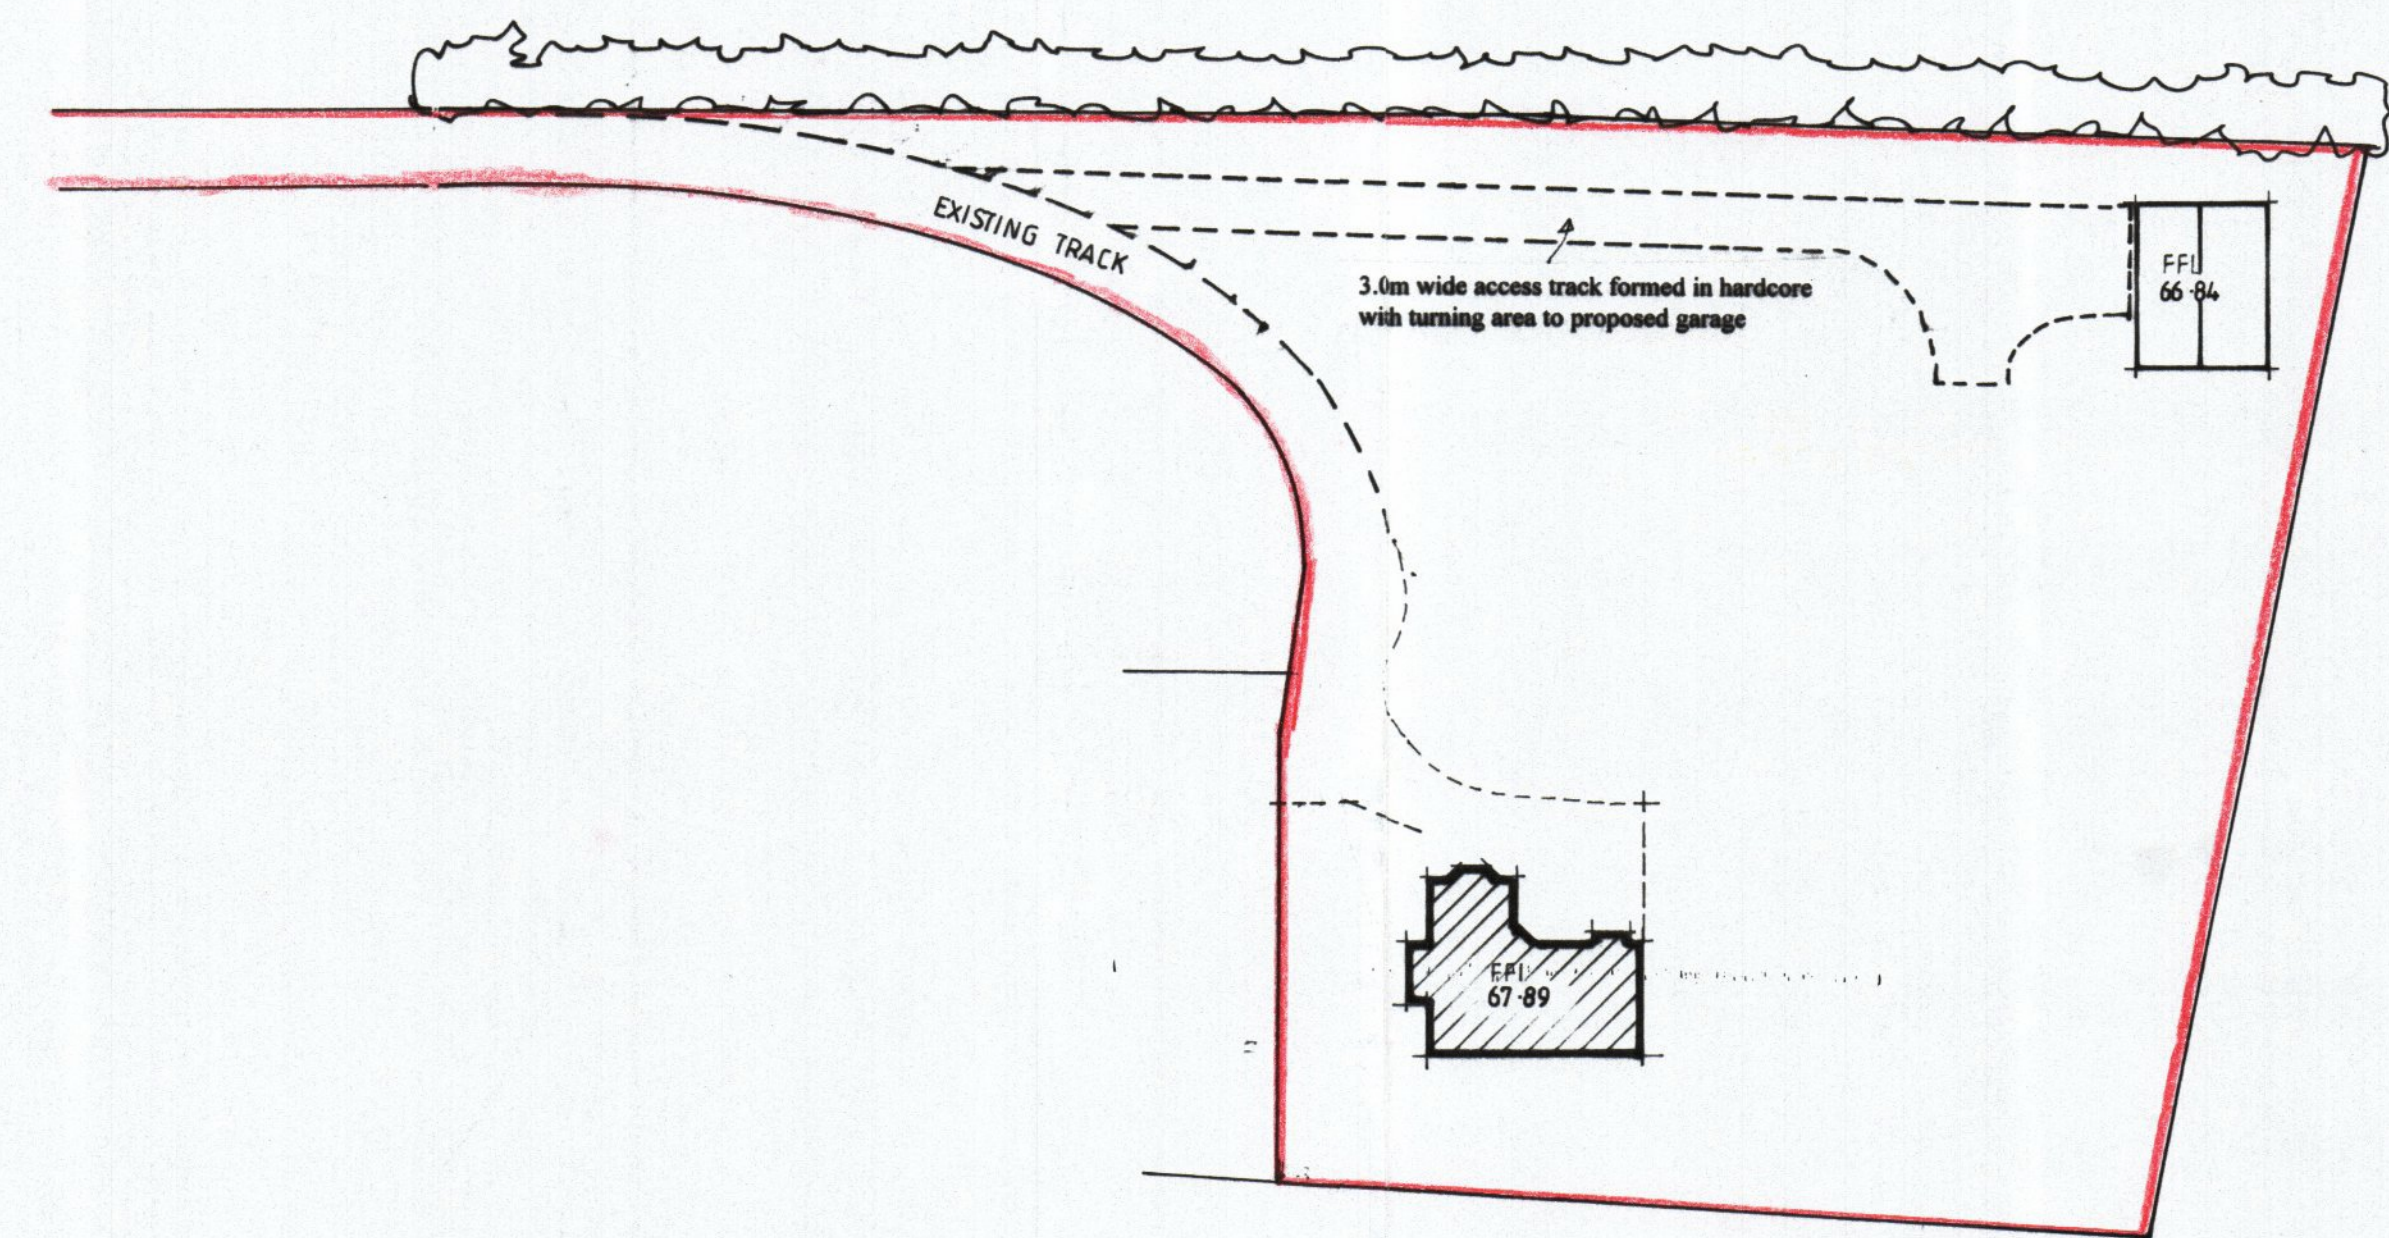 EXISTING TRACK
3.0m wide access track formed in hardcore
with turning area to proposed garage
FFL
66·84
FFL
67·89